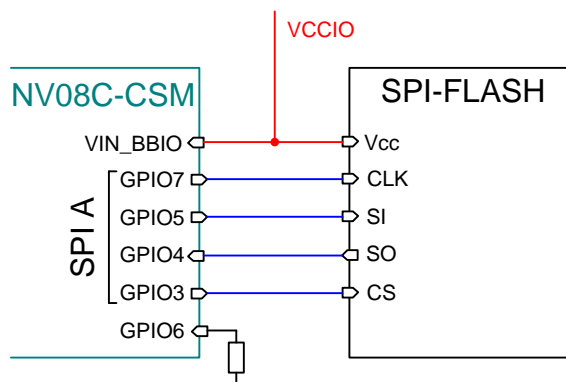 VCCIO
NV08C-CSM
SPI-FLASH
VIN_BBIO
Vcc
GPIO7
CLK
GPIO5
SI
SPI A
GPIO4
SO
GPIO3
CS
GPIO6